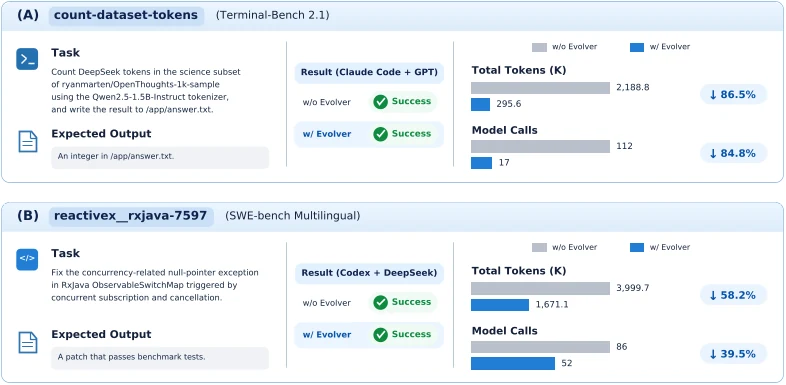 (A) count-dataset-tokens (Terminal-Bench 2.1)
Task
Count DeepSeek tokens in the science subset
of ryanmarten/OpenThoughts-1k-sample
using the Qwen2.5-1.5B-Instruct tokenizer,
and write the result to /app/answer.txt.
Expected Output
An integer in /app/answer.txt.
Result (Claude Code + GPT)
w/o Evolver Success
w/ Evolver Success
w/o Evolver w/ Evolver
Total Tokens (K)
2,188.8
295.6
↓ 86.5%
Model Calls
112
17
↓ 84.8%
(B) reactivex__rxjava-7597 (SWE-bench Multilingual)
</>
Task
Fix the concurrency-related null-pointer exception
in RxJava ObservableSwitchMap triggered by
concurrent subscription and cancellation.
Expected Output
A patch that passes benchmark tests.
Result (Codex + DeepSeek)
w/o Evolver Success
w/ Evolver Success
w/o Evolver w/ Evolver
Total Tokens (K)
3,999.7
1,671.1
↓ 58.2%
Model Calls
86
52
↓ 39.5%